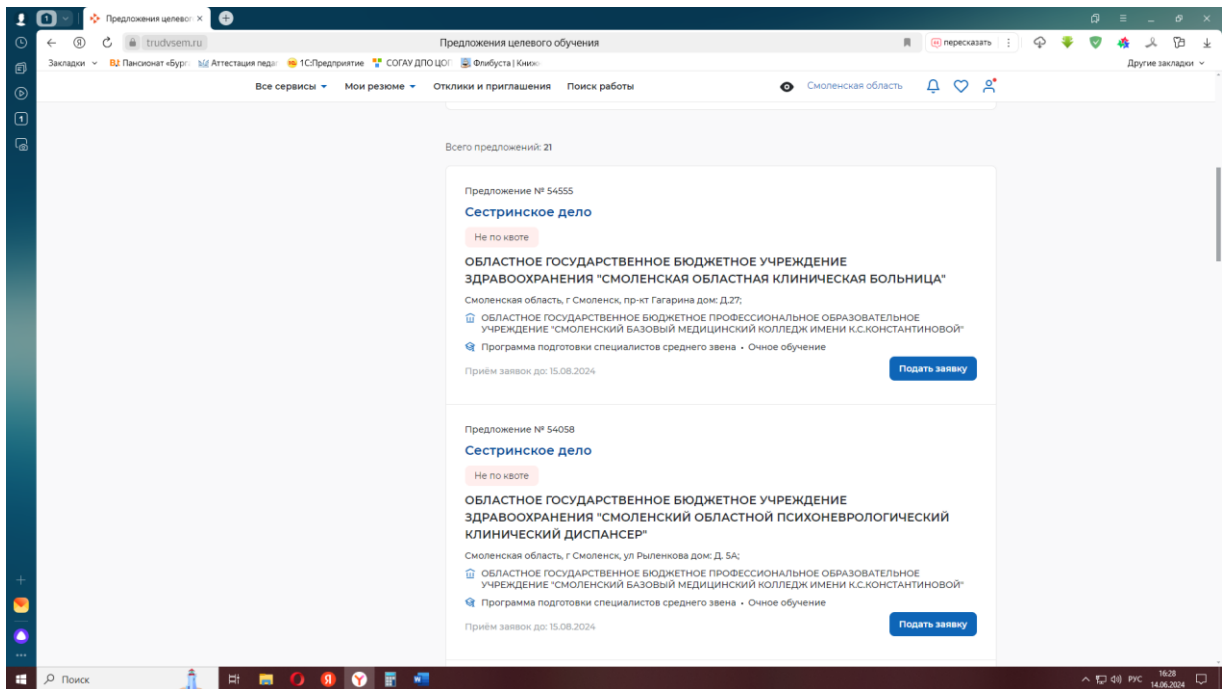 1
Предложения целевог
trudvsem.ru
Предложения целевого обучения
пересказать
Закладки
Пансионат «Бург
Аттестация педа
1С:Предприятие
СОГАУ ДПО ЦОГ
Флибуста | Книж
Другие закладки
1
Все сервисы
Мои резюме
Отклики и приглашения
Поиск работы
Смоленская область
Всего предложений: 21
Предложение № 54555
Сестринское дело
Не по квоте
ОБЛАСТНОЕ ГОСУДАРСТВЕННОЕ БЮДЖЕТНОЕ УЧРЕЖДЕНИЕ
ЗДРАВООХРАНЕНИЯ "СМОЛЕНСКАЯ ОБЛАСТНАЯ КЛИНИЧЕСКАЯ БОЛЬНИЦА"
Смоленская область, г Смоленск, пр-кт Гагарина дом: Д.27;
ОБЛАСТНОЕ ГОСУДАРСТВЕННОЕ БЮДЖЕТНОЕ ПРОФЕССИОНАЛЬНОЕ ОБРАЗОВАТЕЛЬНОЕ
УЧРЕЖДЕНИЕ "СМОЛЕНСКИЙ БАЗОВЫЙ МЕДИЦИНСКИЙ КОЛЛЕДЖ ИМЕНИ К.С.КОНСТАНТИНОВОЙ"
Программа подготовки специалистов среднего звена • Очное обучение
Приём заявок до: 15.08.2024
Подать заявку
Предложение № 54058
Сестринское дело
Не по квоте
ОБЛАСТНОЕ ГОСУДАРСТВЕННОЕ БЮДЖЕТНОЕ УЧРЕЖДЕНИЕ
ЗДРАВООХРАНЕНИЯ "СМОЛЕНСКИЙ ОБЛАСТНОЙ ПСИХОНЕВРОЛОГИЧЕСКИЙ
КЛИНИЧЕСКИЙ ДИСПАНСЕР"
Смоленская область, г Смоленск, ул Рыленкова дом: Д. 5А;
ОБЛАСТНОЕ ГОСУДАРСТВЕННОЕ БЮДЖЕТНОЕ ПРОФЕССИОНАЛЬНОЕ ОБРАЗОВАТЕЛЬНОЕ
УЧРЕЖДЕНИЕ "СМОЛЕНСКИЙ БАЗОВЫЙ МЕДИЦИНСКИЙ КОЛЛЕДЖ ИМЕНИ К.С.КОНСТАНТИНОВОЙ"
Программа подготовки специалистов среднего звена • Очное обучение
Приём заявок до: 15.08.2024
Подать заявку
Поиск
РУС
16:28
14.06.2024